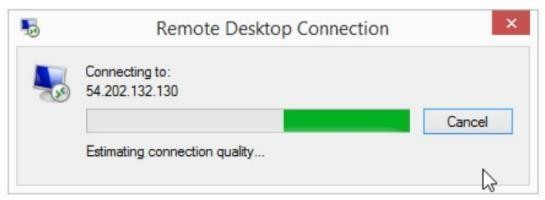 Remote Desktop Connection
Connecting to:
54.202.132.130
Cancel
Estimating connection quality...